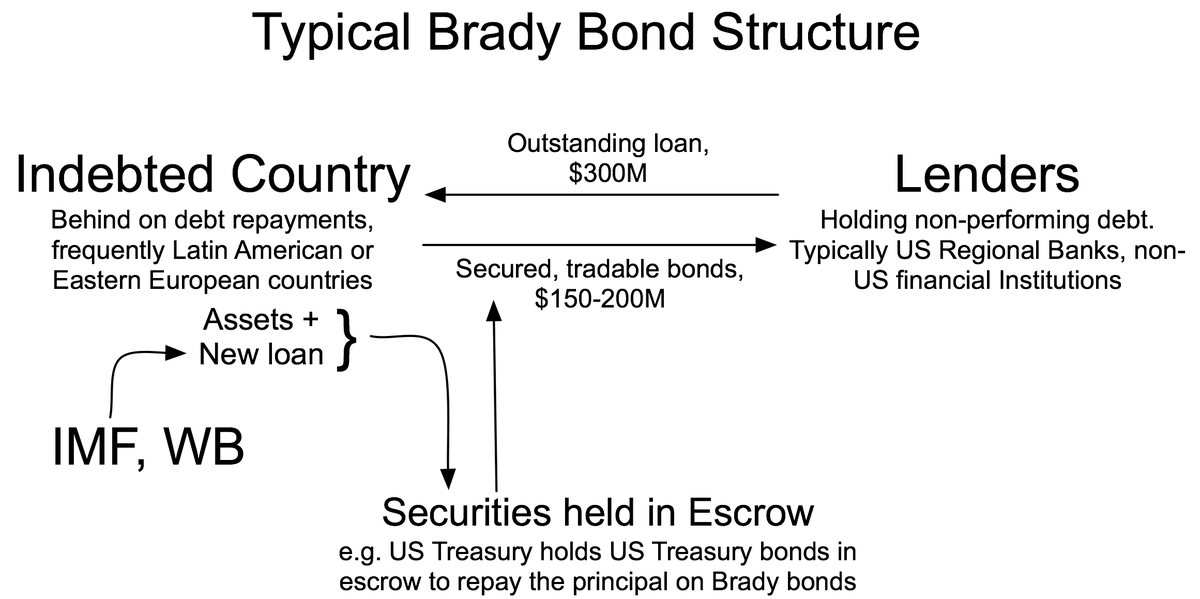 Typical Brady Bond Structure
Outstanding loan,
$300M
Indebted Country
Behind on debt repayments,
frequently Latin American or
Eastern European countries
Lenders
Holding non-performing debt.
Typically US Regional Banks, non-
US financial Institutions
Secured, tradable bonds,
$150-200M
Assets +
New loan }
IMF, WB
Securities held in Escrow
e.g. US Treasury holds US Treasury bonds in
escrow to repay the principal on Brady bonds